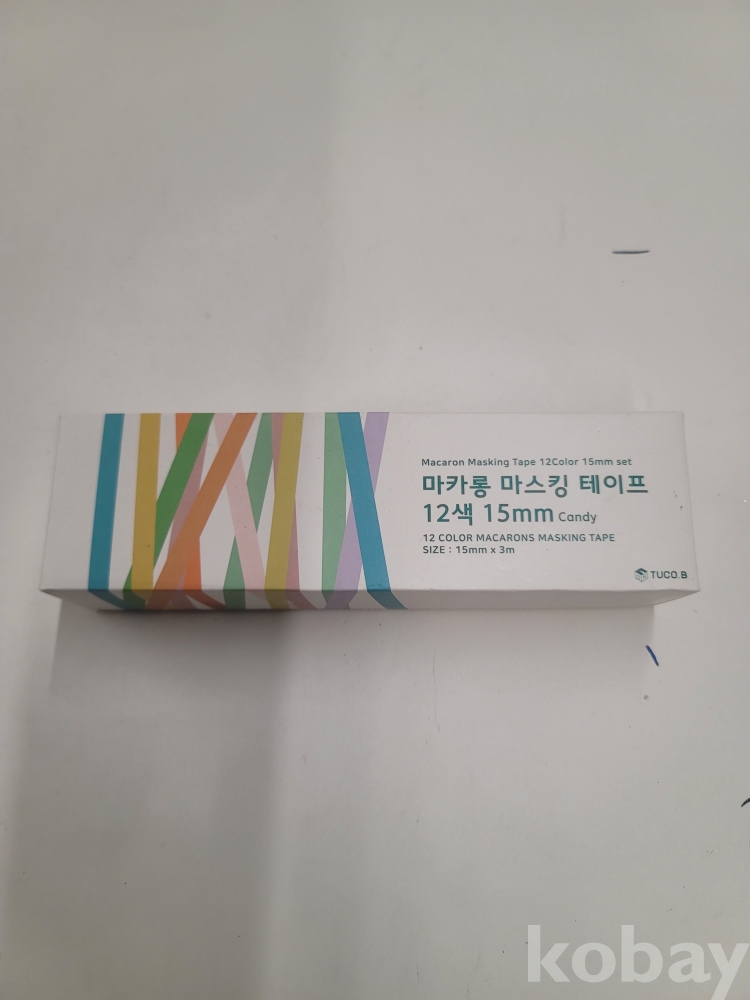 Macaron Masking Tape 12Color 15mm set
마카롱 마스킹 테이프
12색 15mm Candy
12 COLOR MACARONS MASKING TAPE
SIZE : 15mm x 3m
TUCO.B
kobay